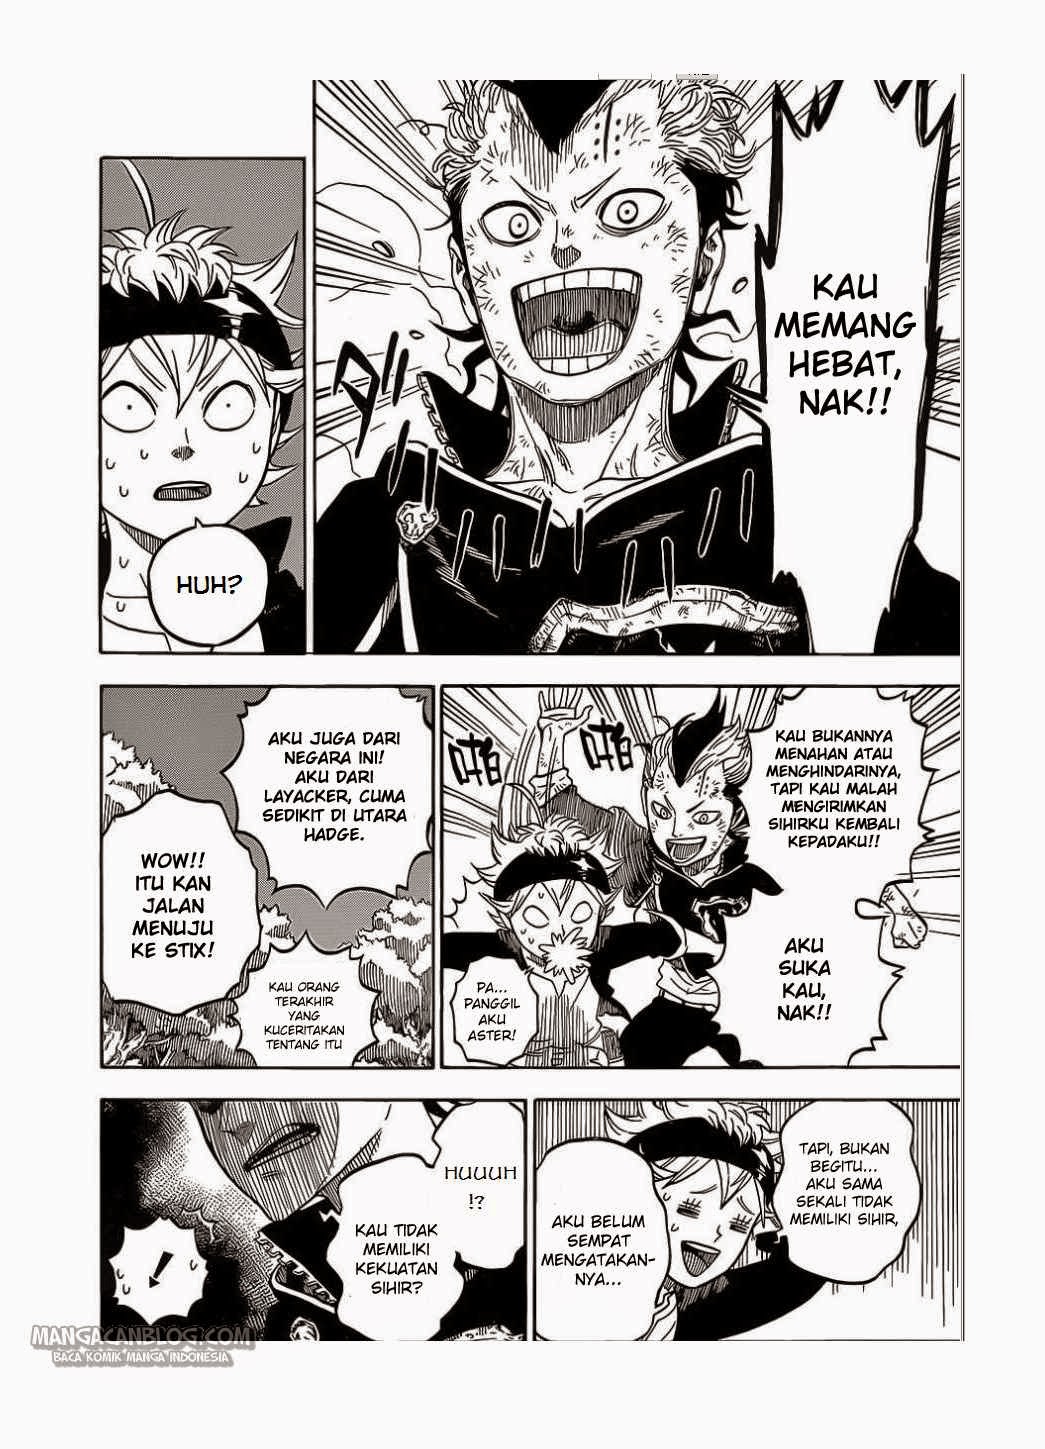 KAU
MEMANG
HEBAT,
NAK!!
HUH?
KAU BUKANNYA
MENAHAN ATAU
MENGHINDARINYA,
TAPI KAU MALAH
MENGIRIMKAN
SIHIRKU KEMBALI
KEPADAKU!!
AKU
SUKA
KAU,
NAK!!
PA...
PANGGIL
AKU
ASTER!
AKU JUGA DARI
NEGARA INI!
AKU DARI
LAYACKER, CUMA
SEDIKIT DI UTARA
HADGE.
WOW!!
ITU KAN
JALAN
MENUJU
KE STIX!
KAU ORANG
TERAKHIR
YANG
KUCERITAKAN
TENTANG ITU
TAPI, BUKAN
BEGITU...
AKU SAMA
SEKALI TIDAK
MEMILIKI SIHIR,
AKU BELUM
SEMPAT
MENGATAKAN-
NYA...
HUUUH
!?
KAU TIDAK
MEMILIKI
KEKUATAN
SIHIR?
!
MANGACANBLOG.COM
BACA KOMIK MANGA INDONESIA